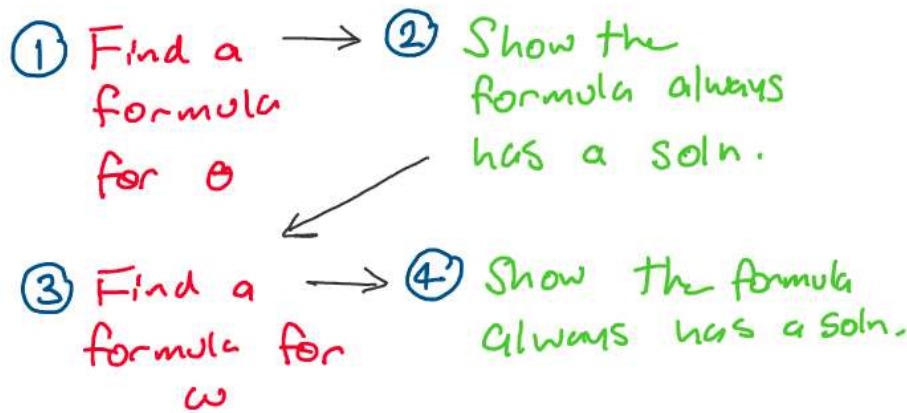 ① Find a → ② Show the
formula formula always
for θ has a soln.
③ Find a → ④ Show the formula
formula for always has a soln.
ω